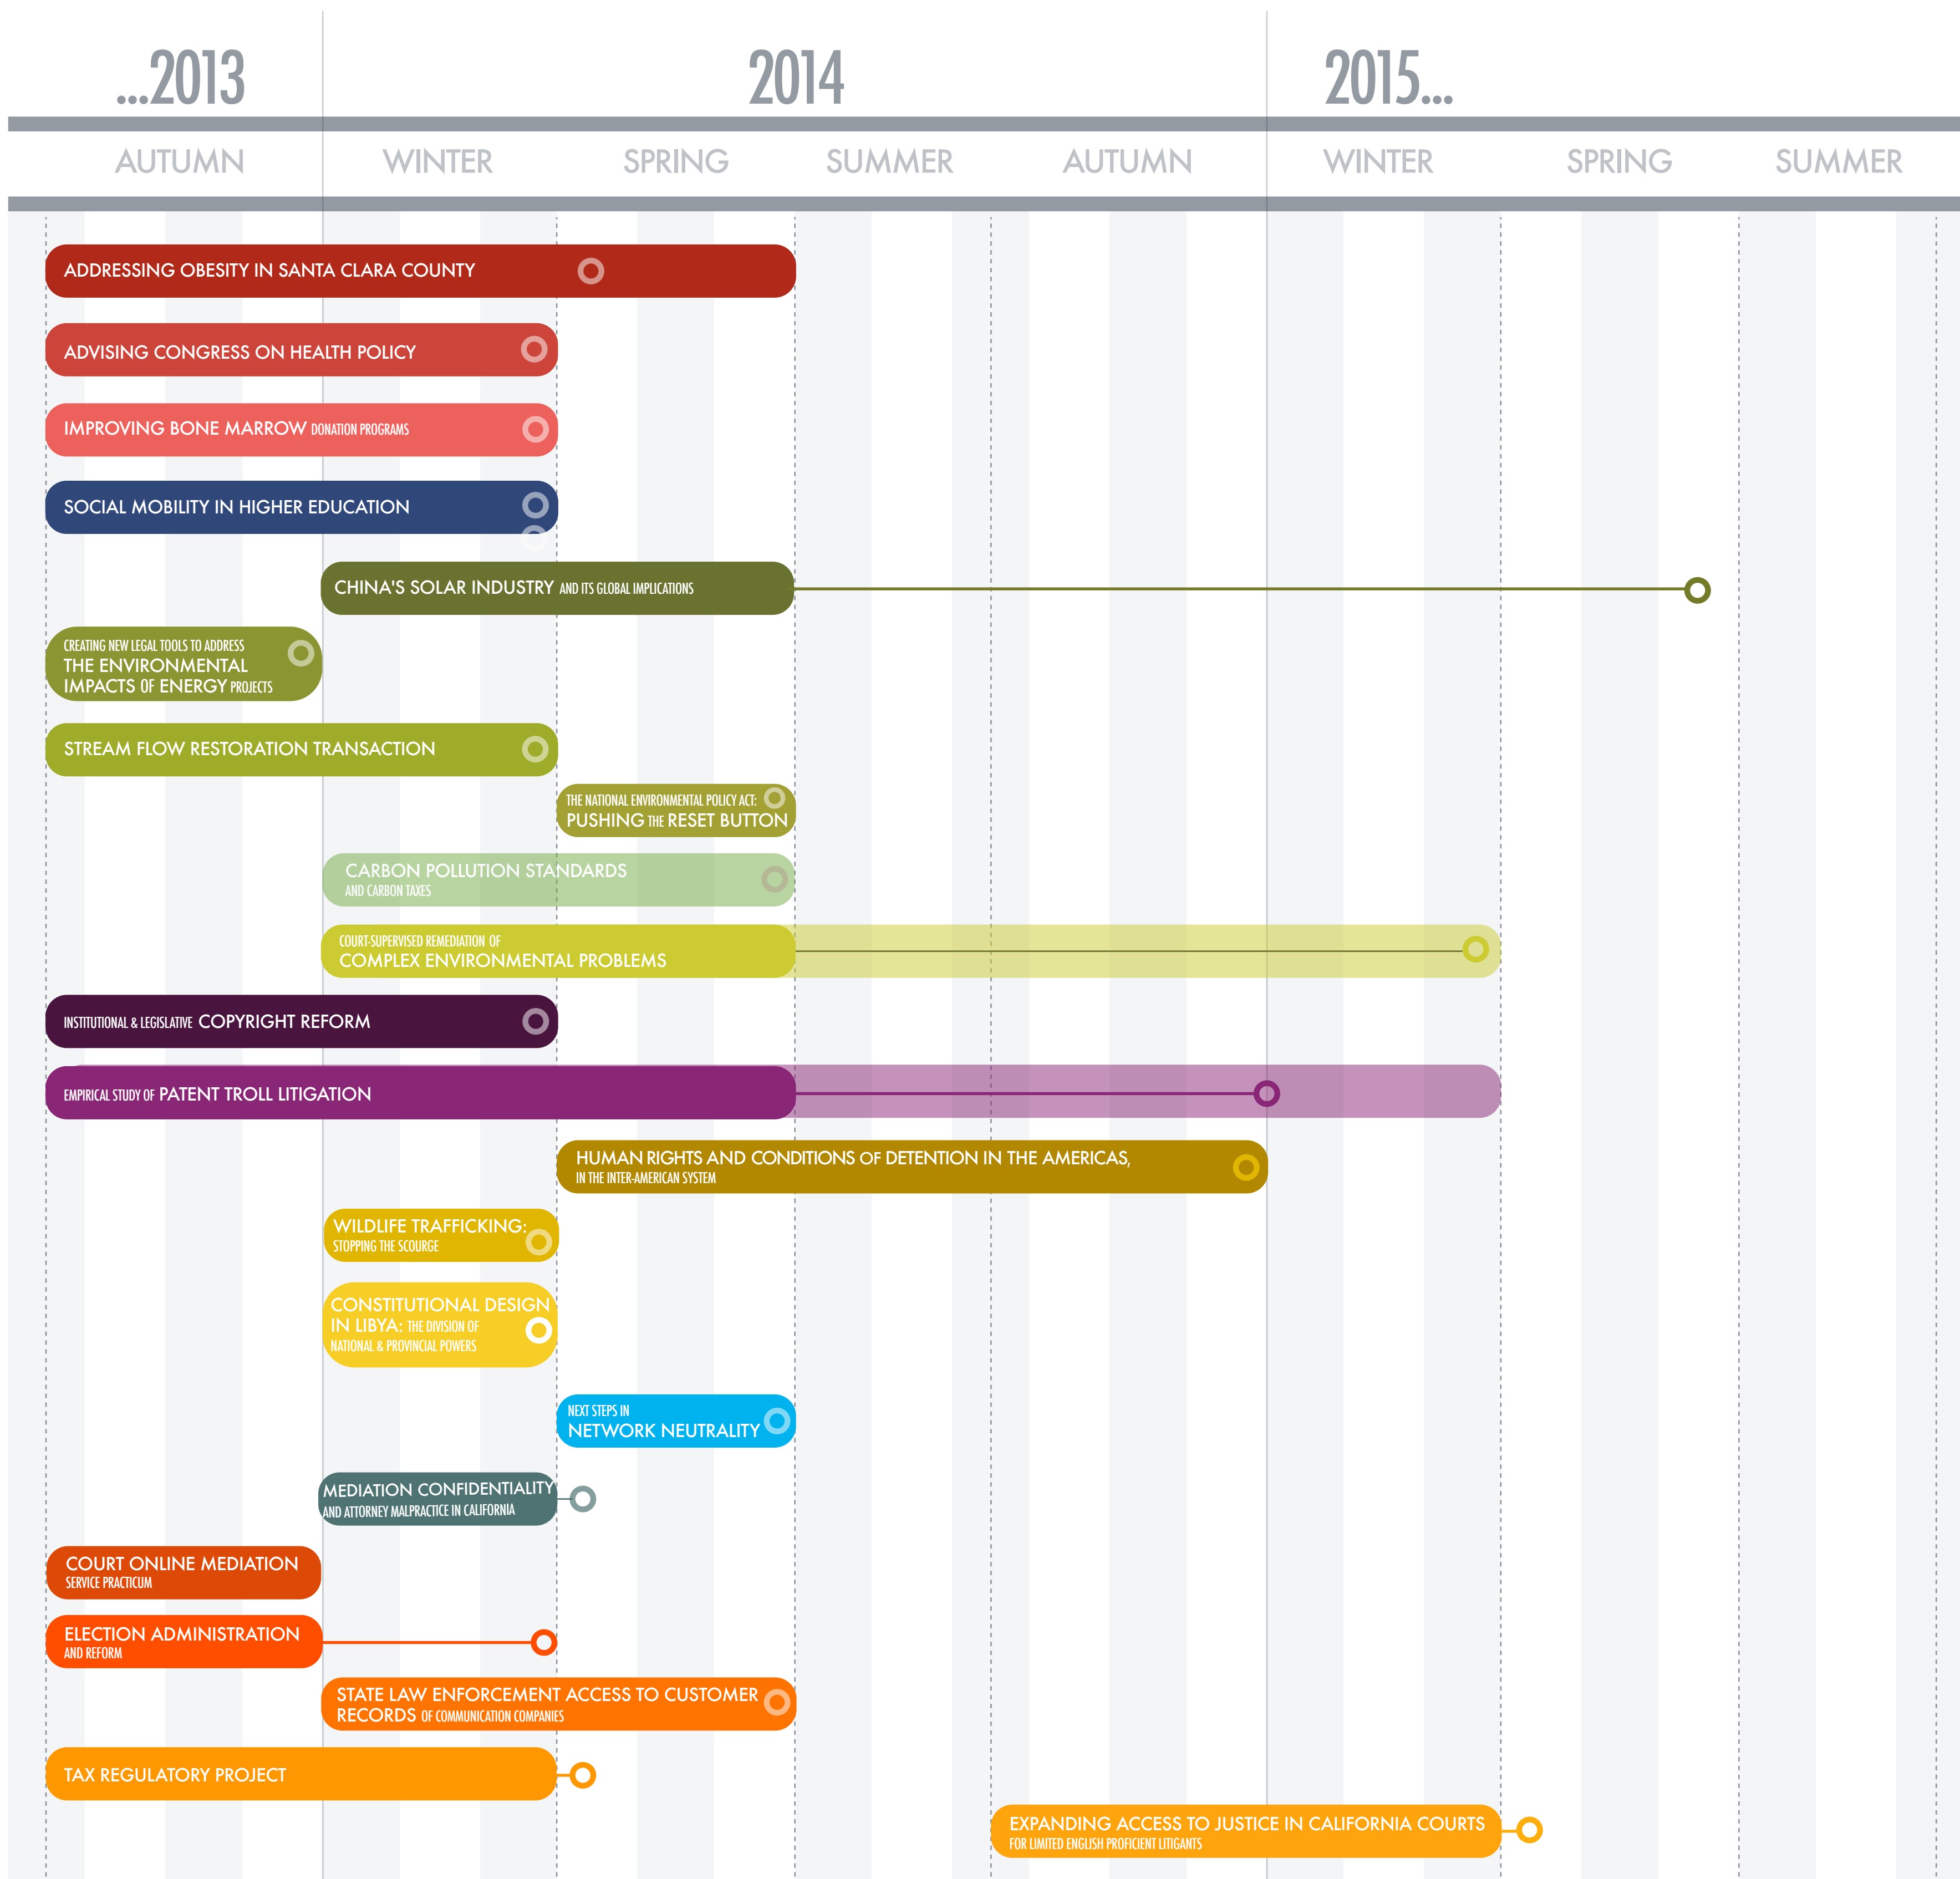 ...2013 2014 2015...
AUTUMN WINTER SPRING SUMMER AUTUMN WINTER SPRING SUMMER
ADDRESSING OBESITY IN SANTA CLARA COUNTY
ADVISING CONGRESS ON HEALTH POLICY
IMPROVING BONE MARROW DONATION PROGRAMS
SOCIAL MOBILITY IN HIGHER EDUCATION
CHINA'S SOLAR INDUSTRY AND ITS GLOBAL IMPLICATIONS
CREATING NEW LEGAL TOOLS TO ADDRESS
THE ENVIRONMENTAL
IMPACTS OF ENERGY PROJECTS
STREAM FLOW RESTORATION TRANSACTION
THE NATIONAL ENVIRONMENTAL POLICY ACT:
PUSHING THE RESET BUTTON
CARBON POLLUTION STANDARDS
AND CARBON TAXES
COURT-SUPERVISED REMEDIATION OF
COMPLEX ENVIRONMENTAL PROBLEMS
INSTITUTIONAL & LEGISLATIVE COPYRIGHT REFORM
EMPIRICAL STUDY OF PATENT TROLL LITIGATION
HUMAN RIGHTS AND CONDITIONS OF DETENTION IN THE AMERICAS,
IN THE INTER-AMERICAN SYSTEM
WILDLIFE TRAFFICKING:
STOPPING THE SCOURGE
CONSTITUTIONAL DESIGN
IN LIBYA: THE DIVISION OF
NATIONAL & PROVINCIAL POWERS
NEXT STEPS IN
NETWORK NEUTRALITY
MEDIATION CONFIDENTIALITY
AND ATTORNEY MALPRACTICE IN CALIFORNIA
COURT ONLINE MEDIATION
SERVICE PRACTICUM
ELECTION ADMINISTRATION
AND REFORM
STATE LAW ENFORCEMENT ACCESS TO CUSTOMER
RECORDS OF COMMUNICATION COMPANIES
TAX REGULATORY PROJECT
EXPANDING ACCESS TO JUSTICE IN CALIFORNIA COURTS
FOR LIMITED ENGLISH PROFICIENT LITIGANTS